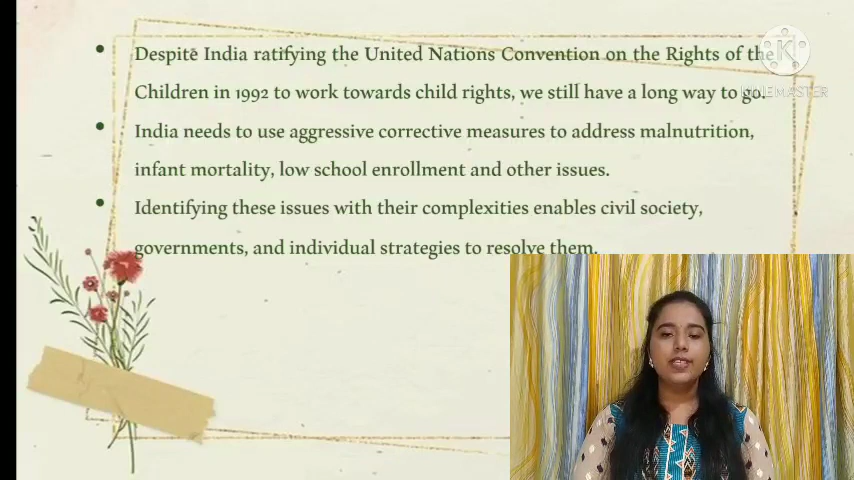 • Despite India ratifying the United Nations Convention on the Rights of the
Children in 1992 to work towards child rights, we still have a long way to go.
• India needs to use aggressive corrective measures to address malnutrition,
infant mortality, low school enrollment and other issues.
• Identifying these issues with their complexities enables civil society,
governments, and individual strategies to resolve them.
KINEMASTER